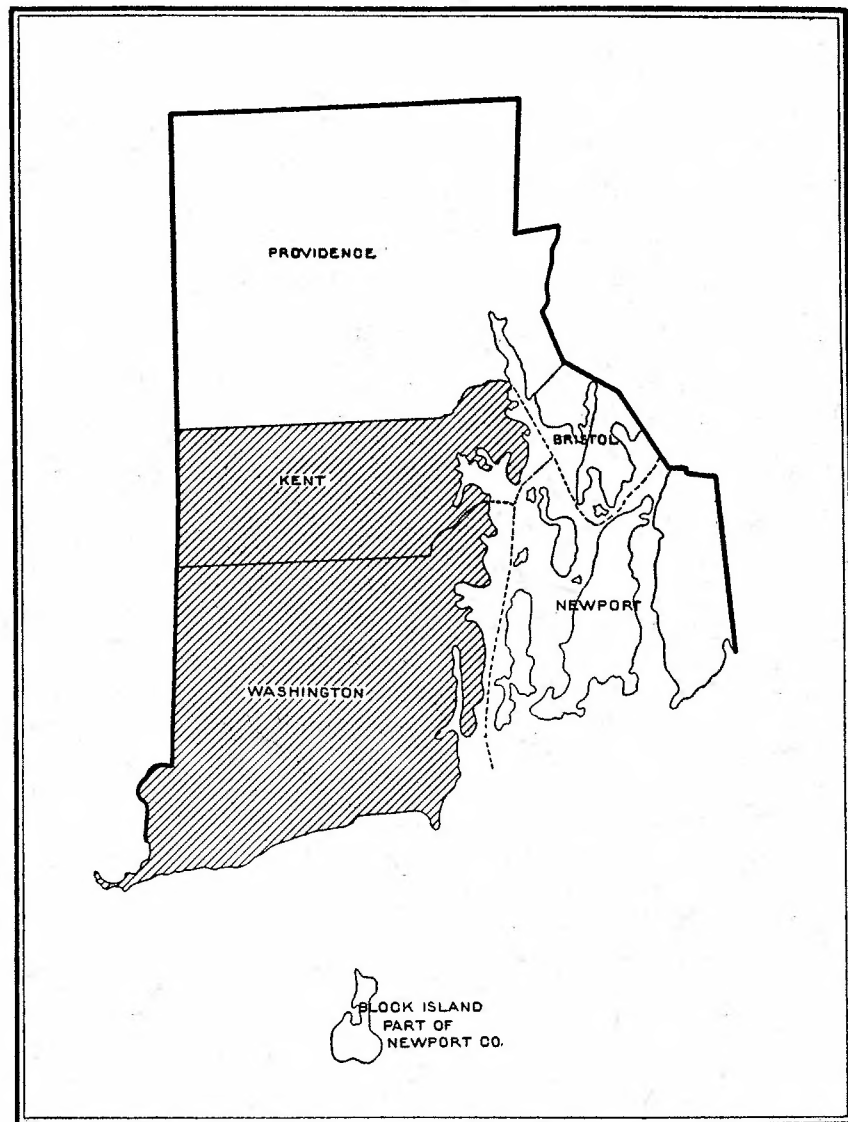 PROVIDENCE
KENT
BRISTOL
NEWPORT
WASHINGTON
BLOCK ISLAND
PART OF
NEWPORT CO.